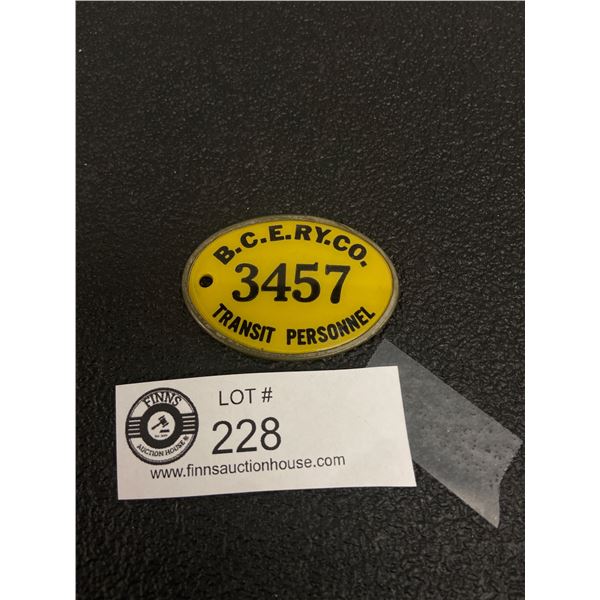 B.C.E.RY.CO.
3457
TRANSIT PERSONNEL
FINNS
AUCTION HOUSE
LOT #
228
www.finnsauctionhouse.com